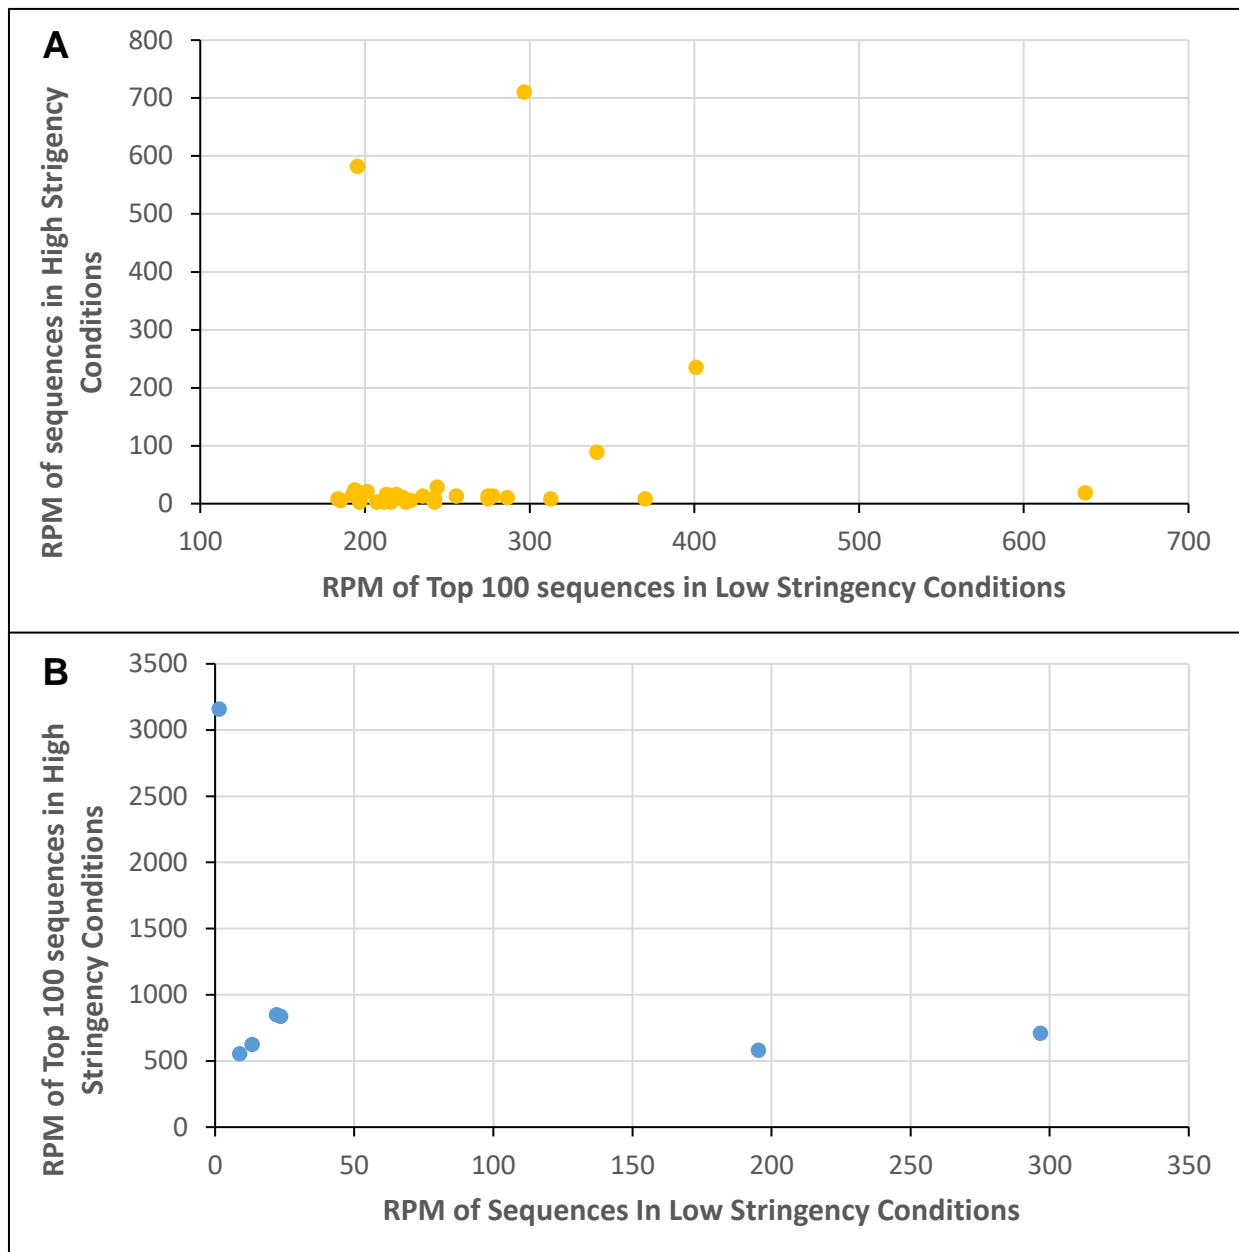 A
RPM of sequences in High Strigency
Conditions
800
700
600
500
400
300
200
100
0
100 200 300 400 500 600 700
RPM of Top 100 sequences in Low Stringency Conditions
B
RPM of Top 100 sequences in High
Stringency Conditions
3500
3000
2500
2000
1500
1000
500
0
0 50 100 150 200 250 300 350
RPM of Sequences In Low Stringency Conditions